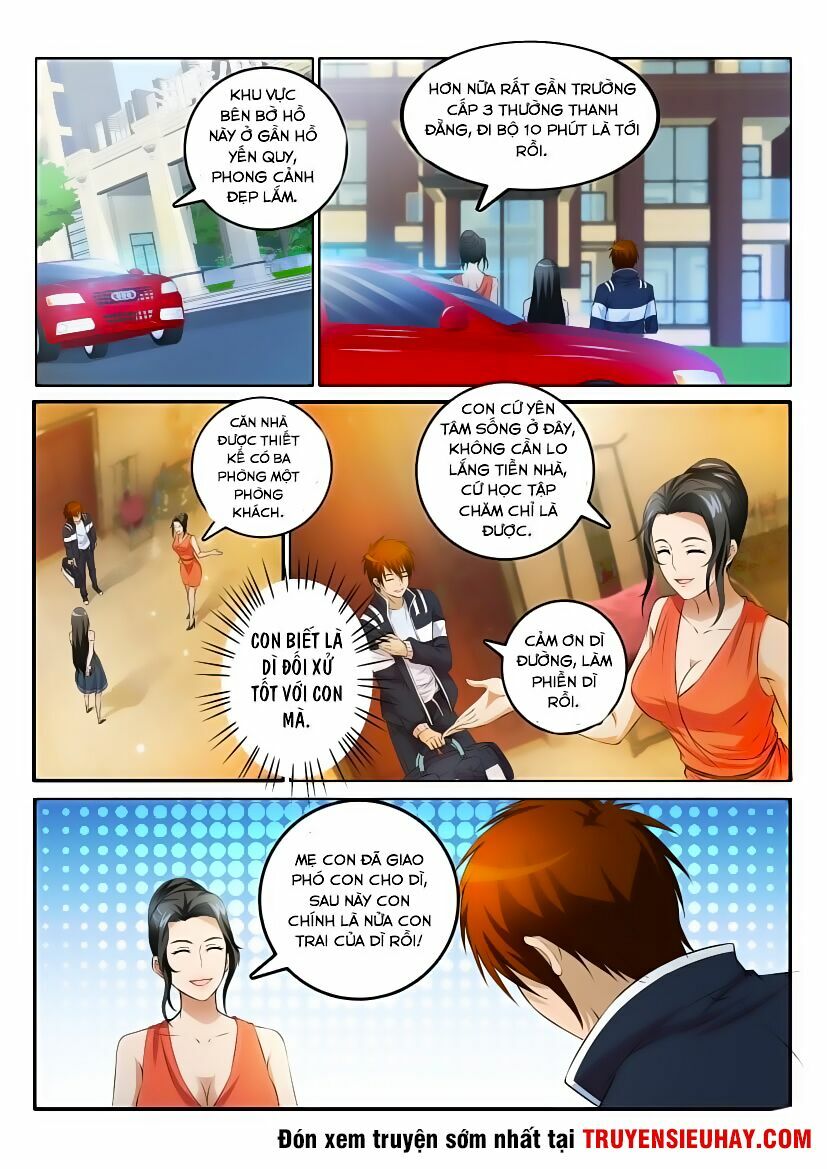 KHU VỰC
BÊN BỜ HỒ
NÀY Ở GẦN HỒ
YẾN QUY,
PHONG CẢNH
ĐẸP LẮM.
HƠN NỮA RẤT GẦN TRƯỜNG
CẤP 3 THƯỜNG THANH
ĐẰNG, ĐI BỘ 10 PHÚT LÀ TỚI
RỒI.
CĂN NHÀ
ĐƯỢC THIẾT
KẾ CÓ BA
PHÒNG MỘT
PHÒNG
KHÁCH.
CON CỨ YÊN
TÂM SỐNG Ở ĐÂY,
KHÔNG CẦN LO
LẮNG TIỀN NHÀ,
CỨ HỌC TẬP
CHĂM CHỈ LÀ
ĐƯỢC.
CON BIẾT LÀ
DÌ ĐỐI XỬ
TỐT VỚI CON
MÀ.
CẢM ƠN DÌ
ĐƯỜNG, LÀM
PHIỀN DÌ
RỒI.
MẸ CON ĐÃ GIAO
PHÓ CON CHO DÌ,
SAU NÀY CON
CHÍNH LÀ NỬA CON
TRAI CỦA DÌ RỒI!
Đón xem truyện sớm nhất tại TRUYENSIEUHAY.COM